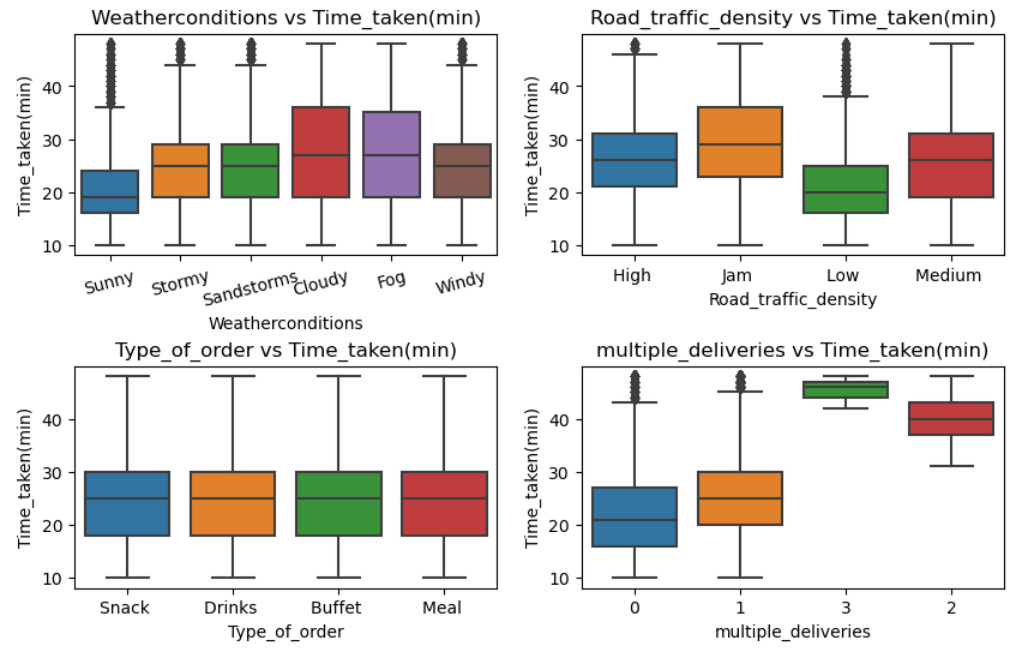 Weatherconditions vs Time_taken(min)
Time_taken(min)
40
30
20
10
Sunny Stormy Sandstorms Cloudy Fog Windy
Weatherconditions
Road_traffic_density vs Time_taken(min)
Time_taken(min)
40
30
20
10
High Jam Low Medium
Road_traffic_density
Type_of_order vs Time_taken(min)
Time_taken(min)
40
30
20
10
Snack Drinks Buffet Meal
Type_of_order
multiple_deliveries vs Time_taken(min)
Time_taken(min)
40
30
20
10
0 1 3 2
multiple_deliveries